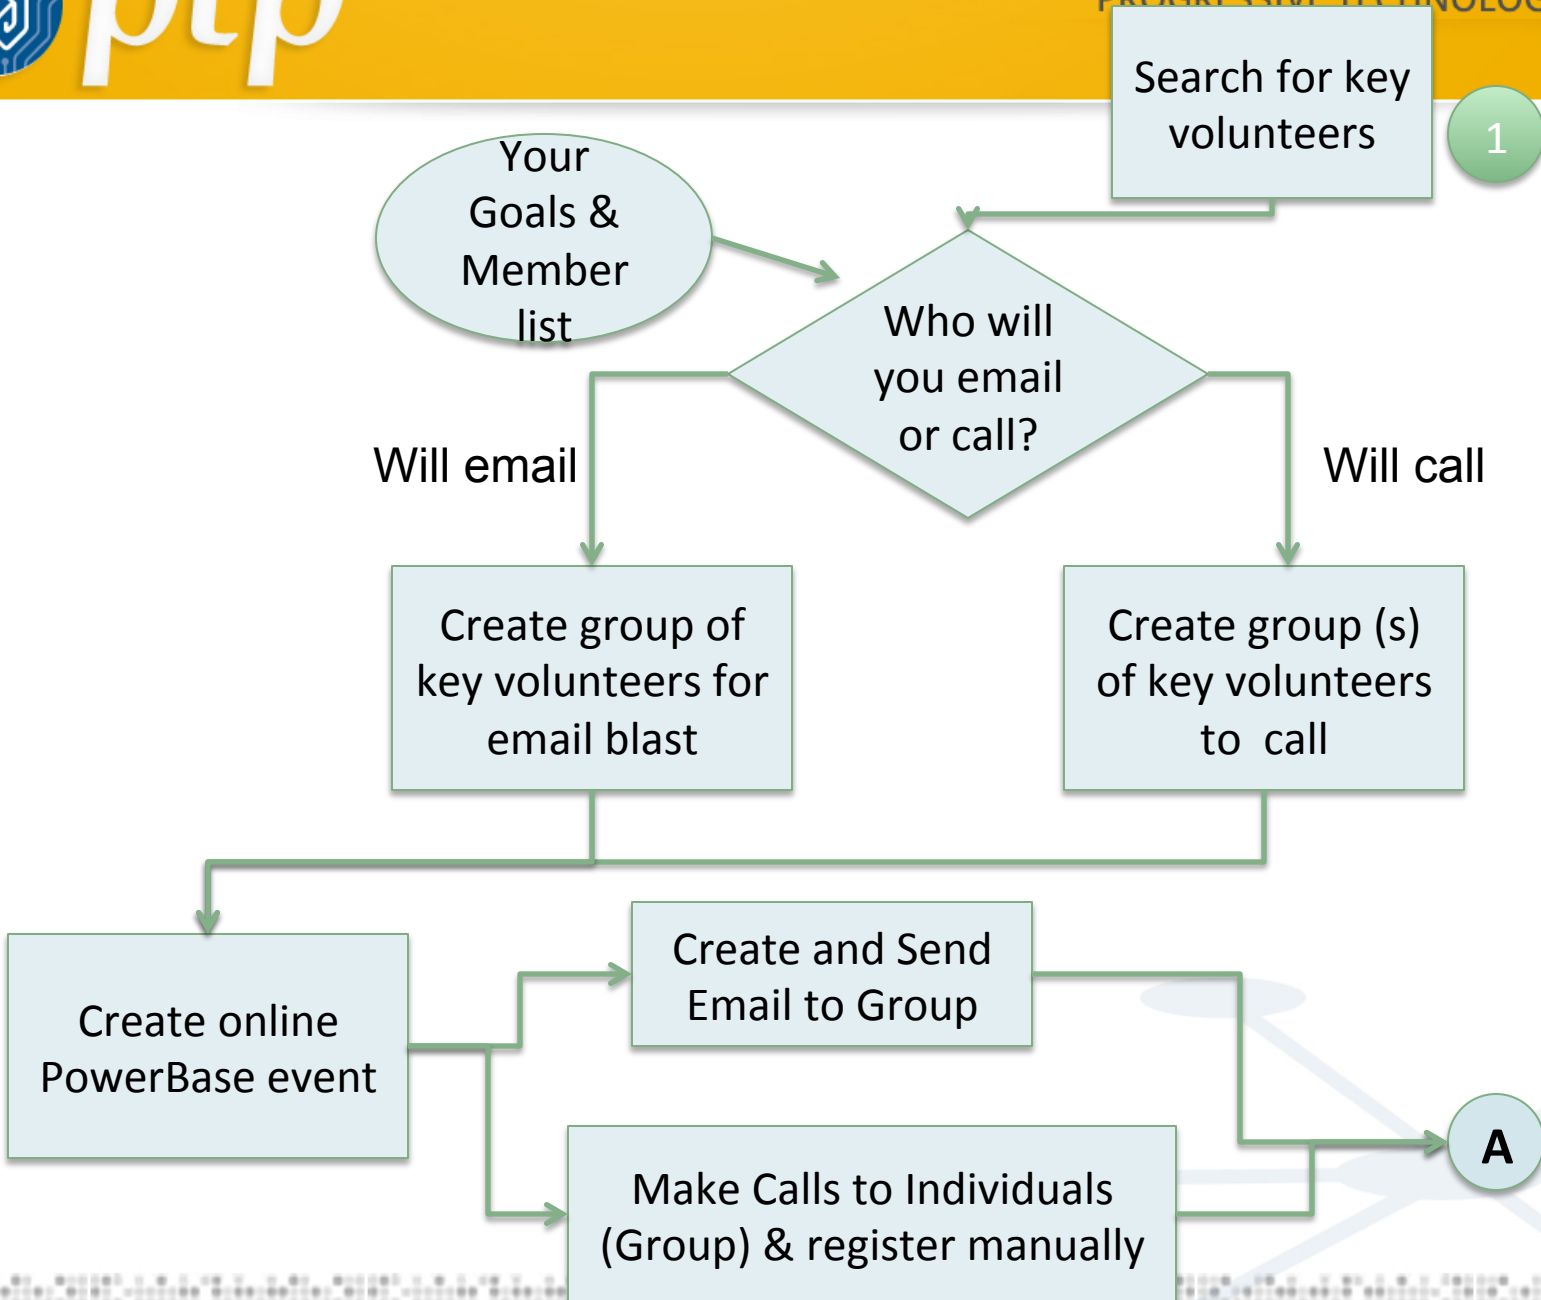 ptp
Search for key
volunteers
1
Your
Goals &
Member
list
Who will
you email
or call?
Will email
Will call
Create group of
key volunteers for
email blast
Create group (s)
of key volunteers
to  call
Create online
PowerBase event
Create and Send
Email to Group
Make Calls to Individuals
(Group) & register manually
A